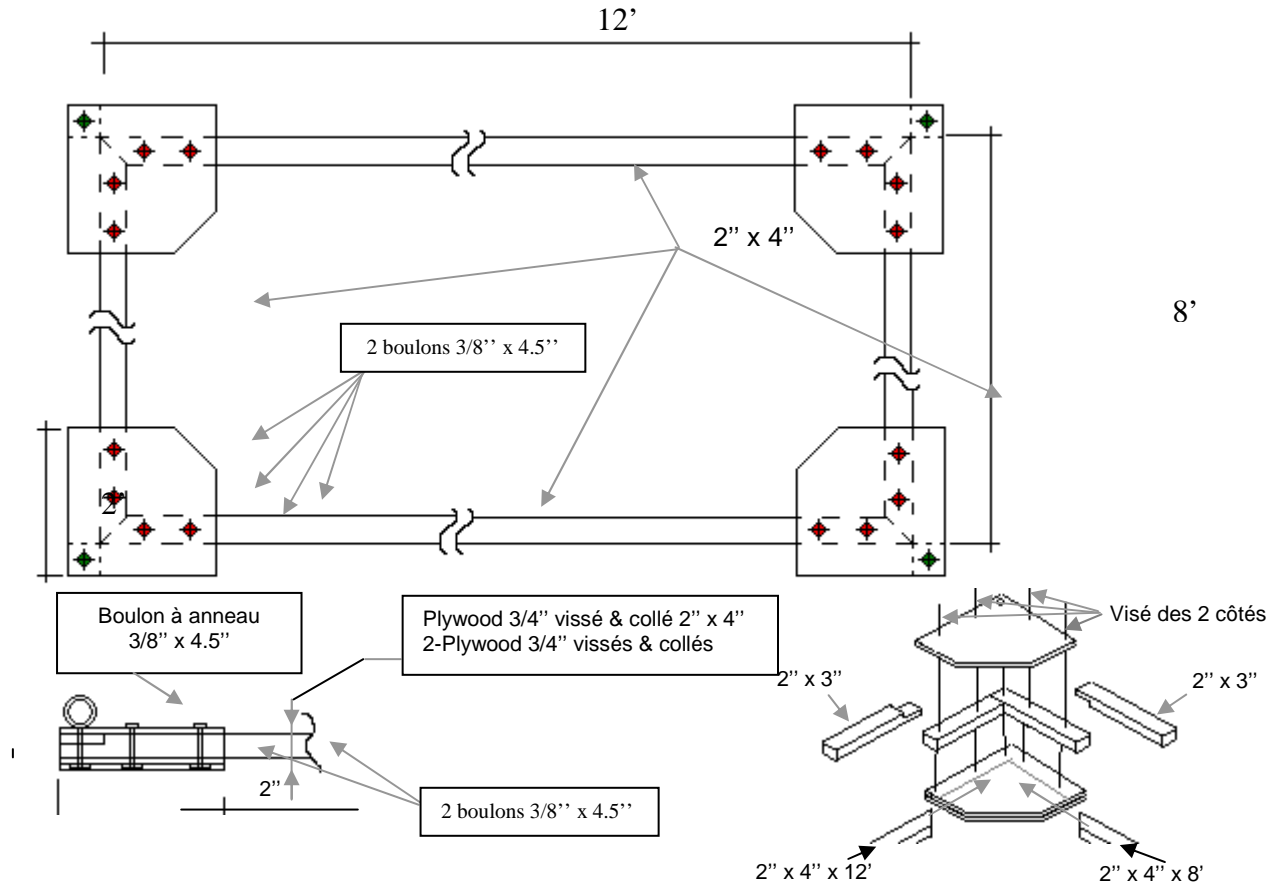 12’
2’’ x 4’’
8’
2 boulons 3/8’’ x 4.5’’
2’
Boulon à anneau
3/8’’ x 4.5’’
Plywood 3/4’’ vissé & collé 2’’ x 4’’
2-Plywood 3/4’’ vissés & collés
Visé des 2 côtés
2’’ x 3’’
2’’ x 3’’
2’’
2 boulons 3/8’’ x 4.5’’
2’’ x 4’’ x 12’
2’’ x 4’’ x 8’